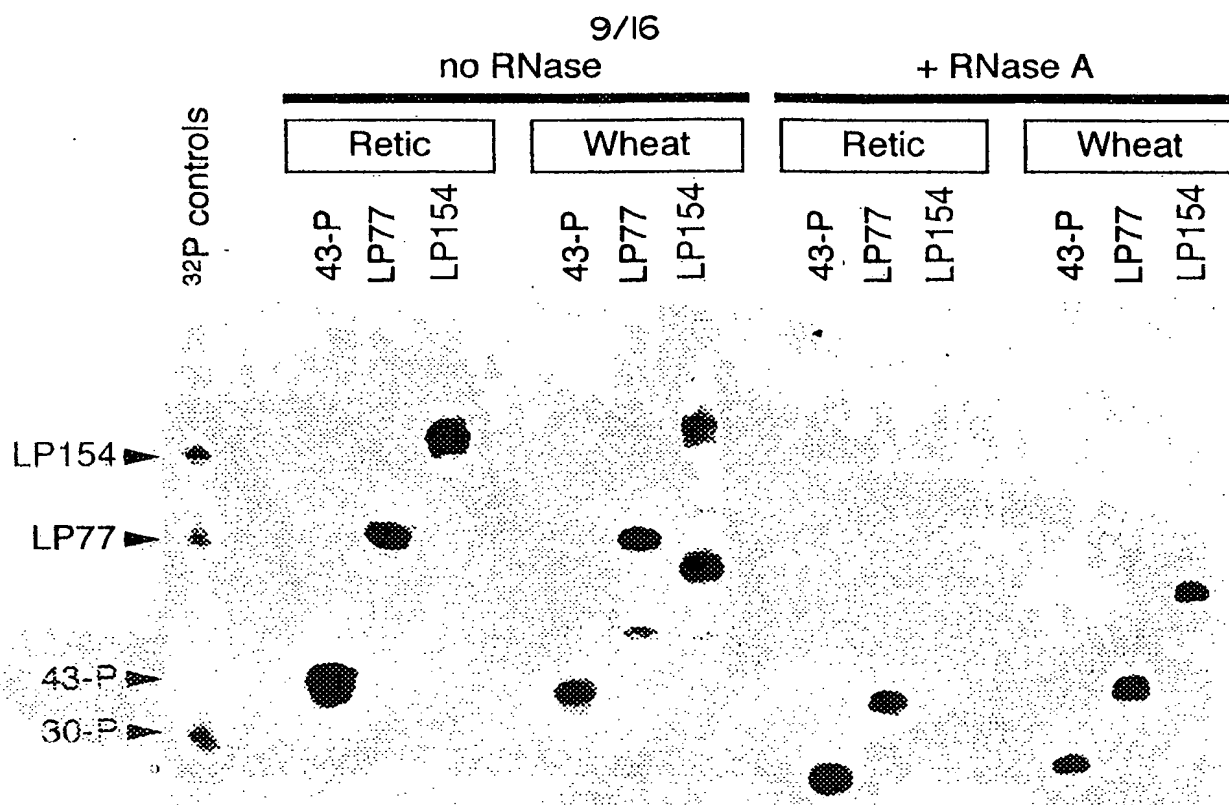 9/16
no RNase + RNase A
Retic Wheat Retic Wheat
32P controls 43-P LP77 LP154 43-P LP77 LP154 43-P LP77 LP154 43-P LP77 LP154
LP154
LP77
43-P
30-P